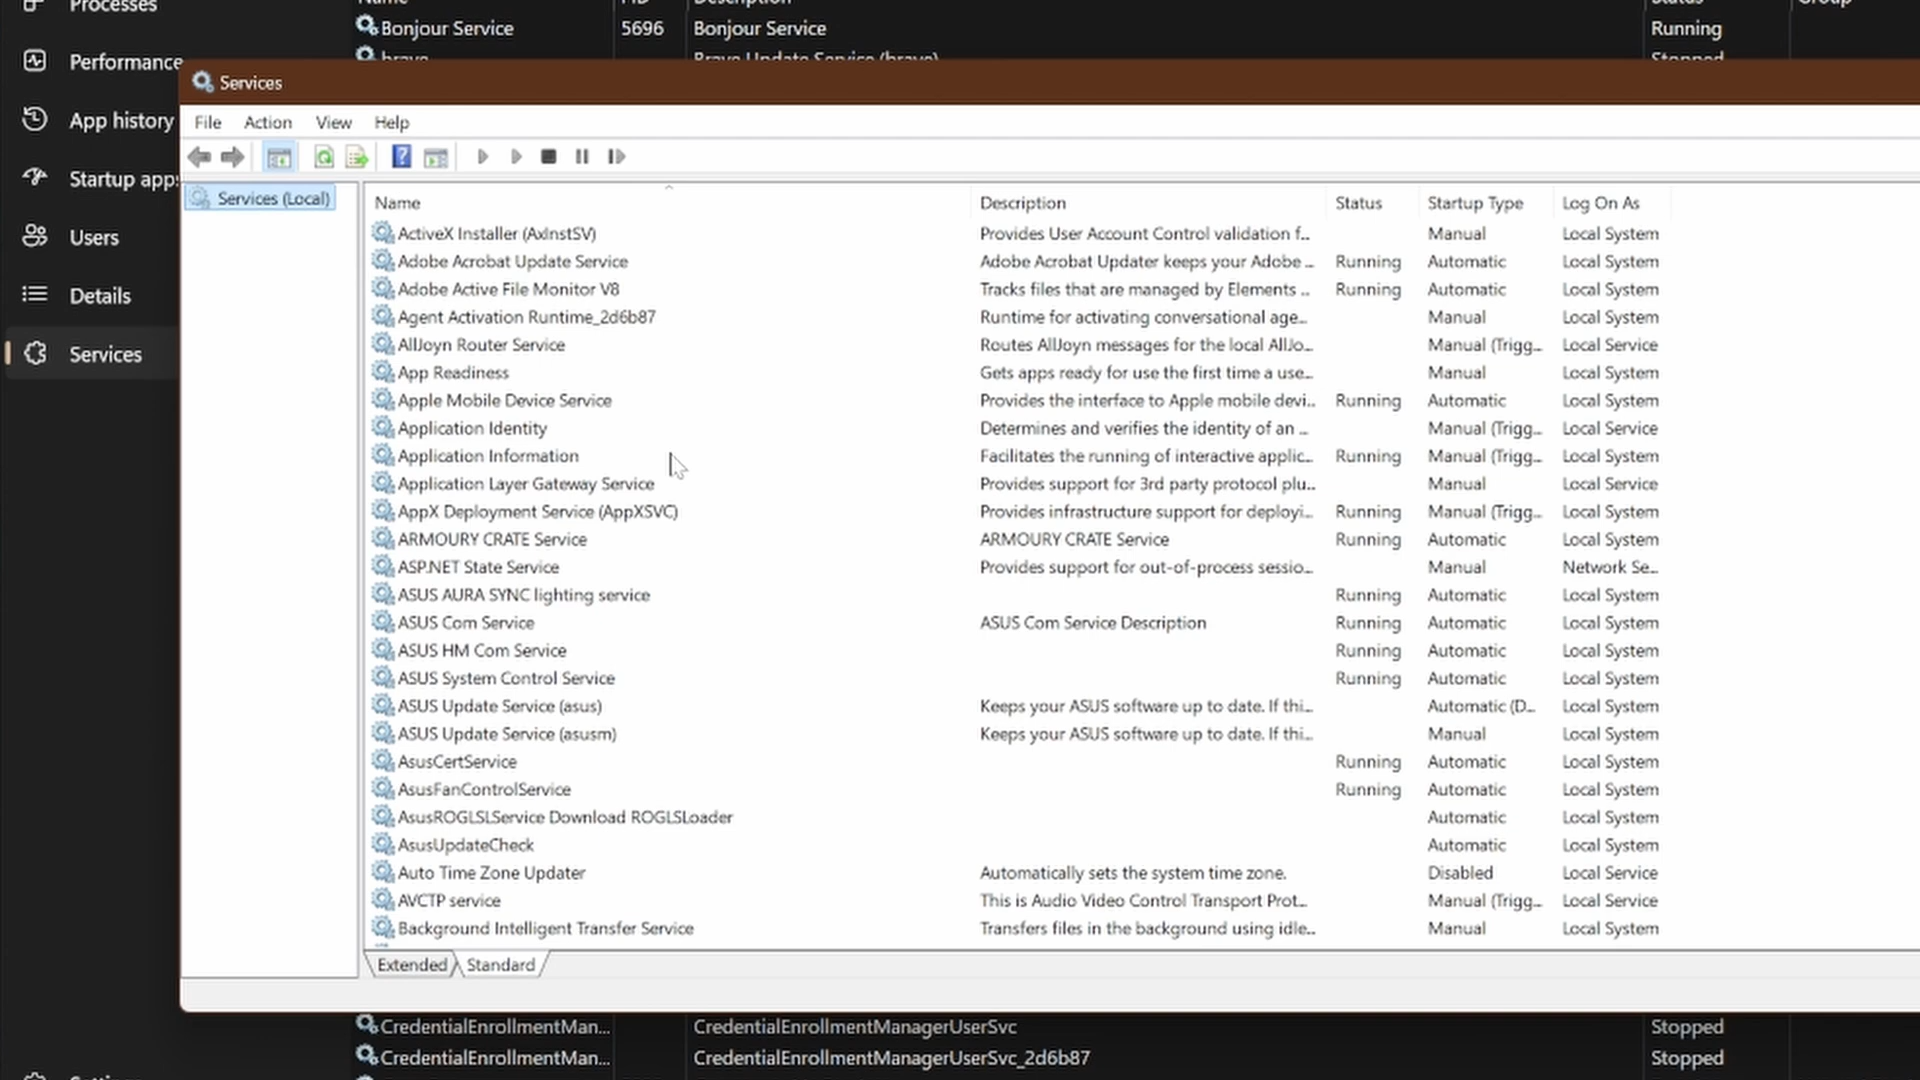 Processes
Bonjour Service 5696 Bonjour Service Running
Performance
App history
Startup apps
Users
Details
Services
Services
File Action View Help
Services (Local)
Name Description Status Startup Type Log On As
ActiveX Installer (AxInstSV) Provides User Account Control validation f... Manual Local System
Adobe Acrobat Update Service Adobe Acrobat Updater keeps your Adobe ... Running Automatic Local System
Adobe Active File Monitor V8 Tracks files that are managed by Elements ... Running Automatic Local System
Agent Activation Runtime_2d6b87 Runtime for activating conversational age... Manual Local System
AllJoyn Router Service Routes AllJoyn messages for the local AllJo... Manual (Trigg... Local Service
App Readiness Gets apps ready for use the first time a use... Manual Local System
Apple Mobile Device Service Provides the interface to Apple mobile devi... Running Automatic Local System
Application Identity Determines and verifies the identity of an ... Manual (Trigg... Local Service
Application Information Facilitates the running of interactive applic... Running Manual (Trigg... Local System
Application Layer Gateway Service Provides support for 3rd party protocol plu... Manual Local Service
AppX Deployment Service (AppXSVC) Provides infrastructure support for deployi... Running Manual (Trigg... Local System
ARMOURY CRATE Service ARMOURY CRATE Service Running Automatic Local System
ASP.NET State Service Provides support for out-of-process sessio... Manual Network Se...
ASUS AURA SYNC lighting service Running Automatic Local System
ASUS Com Service ASUS Com Service Description Running Automatic Local System
ASUS HM Com Service Running Automatic Local System
ASUS System Control Service Running Automatic Local System
ASUS Update Service (asus) Keeps your ASUS software up to date. If thi... Automatic (D... Local System
ASUS Update Service (asusm) Keeps your ASUS software up to date. If thi... Manual Local System
AsusCertService Running Automatic Local System
AsusFanControlService Running Automatic Local System
AsusROGLSLService Download ROGLSLoader Automatic Local System
AsusUpdateCheck Automatic Local System
Auto Time Zone Updater Automatically sets the system time zone. Disabled Local Service
AVCTP service This is Audio Video Control Transport Prot... Manual (Trigg... Local Service
Background Intelligent Transfer Service Transfers files in the background using idle... Manual Local System
Extended Standard
CredentialEnrollmentMan... CredentialEnrollmentManagerUserSvc Stopped
CredentialEnrollmentMan... CredentialEnrollmentManagerUserSvc_2d6b87 Stopped